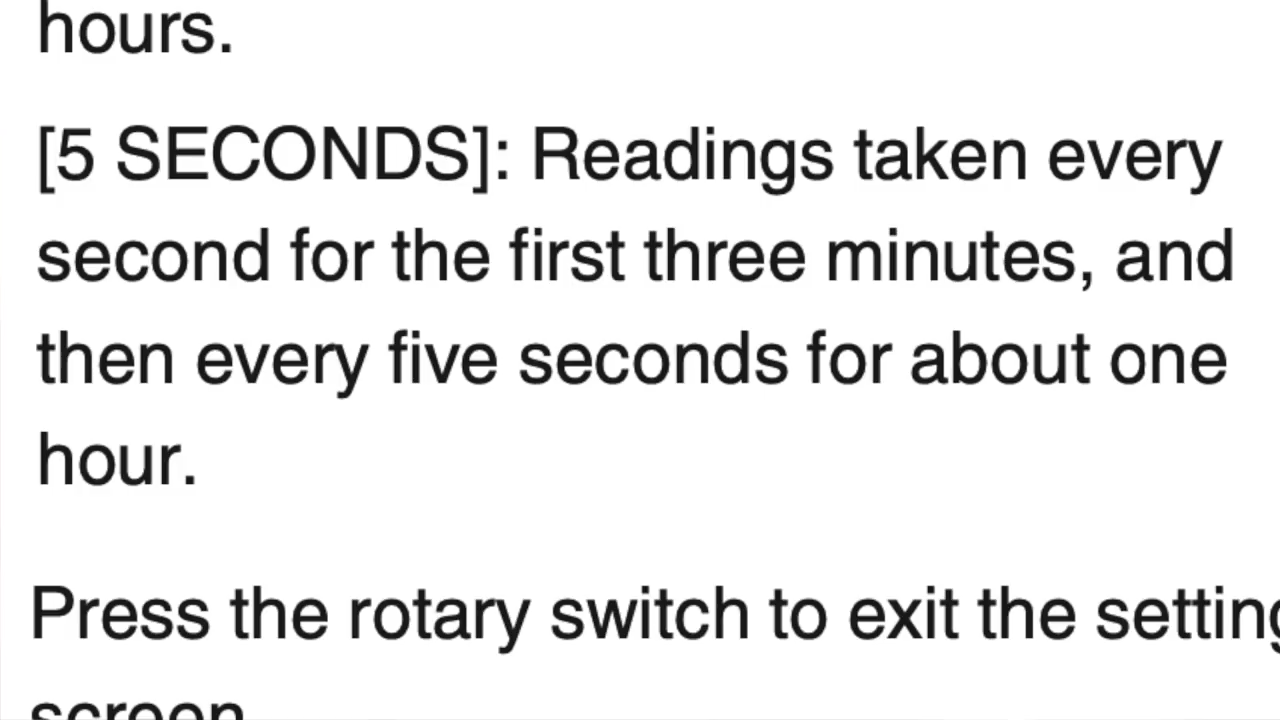 hours.
[5 SECONDS]: Readings taken every
second for the first three minutes, and
then every five seconds for about one
hour.
Press the rotary switch to exit the setting
screen